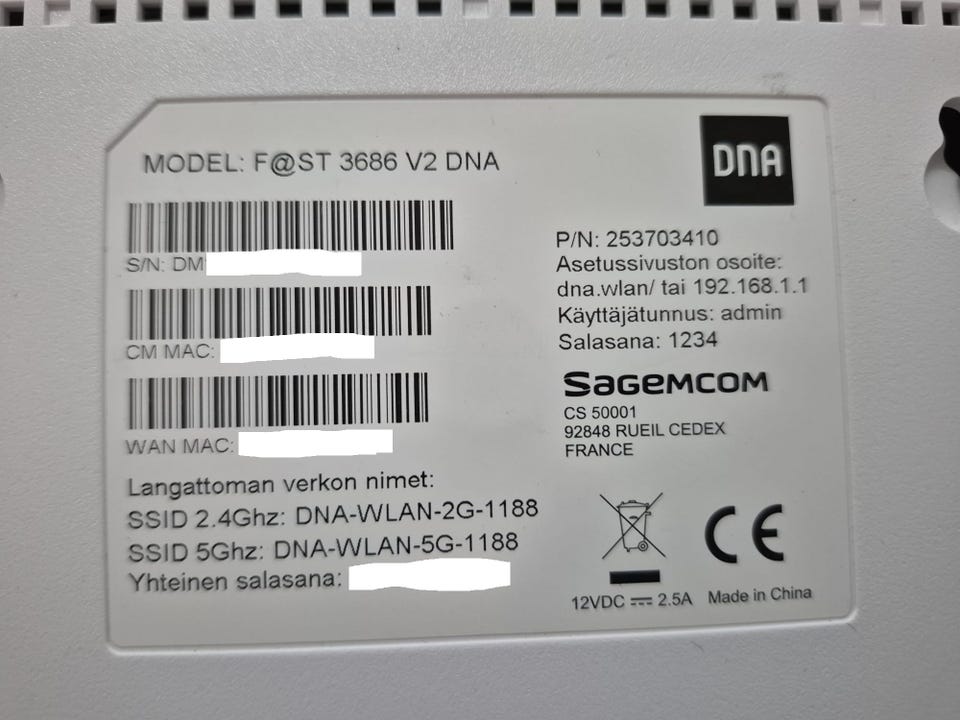 MODEL: F@ST 3686 V2 DNA
DNA
S/N: DM
CM MAC:
WAN MAC:
Langattoman verkon nimet:
SSID 2.4Ghz: DNA-WLAN-2G-1188
SSID 5Ghz: DNA-WLAN-5G-1188
Yhteinen salasana:
P/N: 253703410
Asetussivuston osoite:
dna.wlan/ tai 192.168.1.1
Käyttäjätunnus: admin
Salasana: 1234
SAGEMCOM
CS 50001
92848 RUEIL CEDEX
FRANCE
CE
12VDC ⎓ 2.5A
Made in China